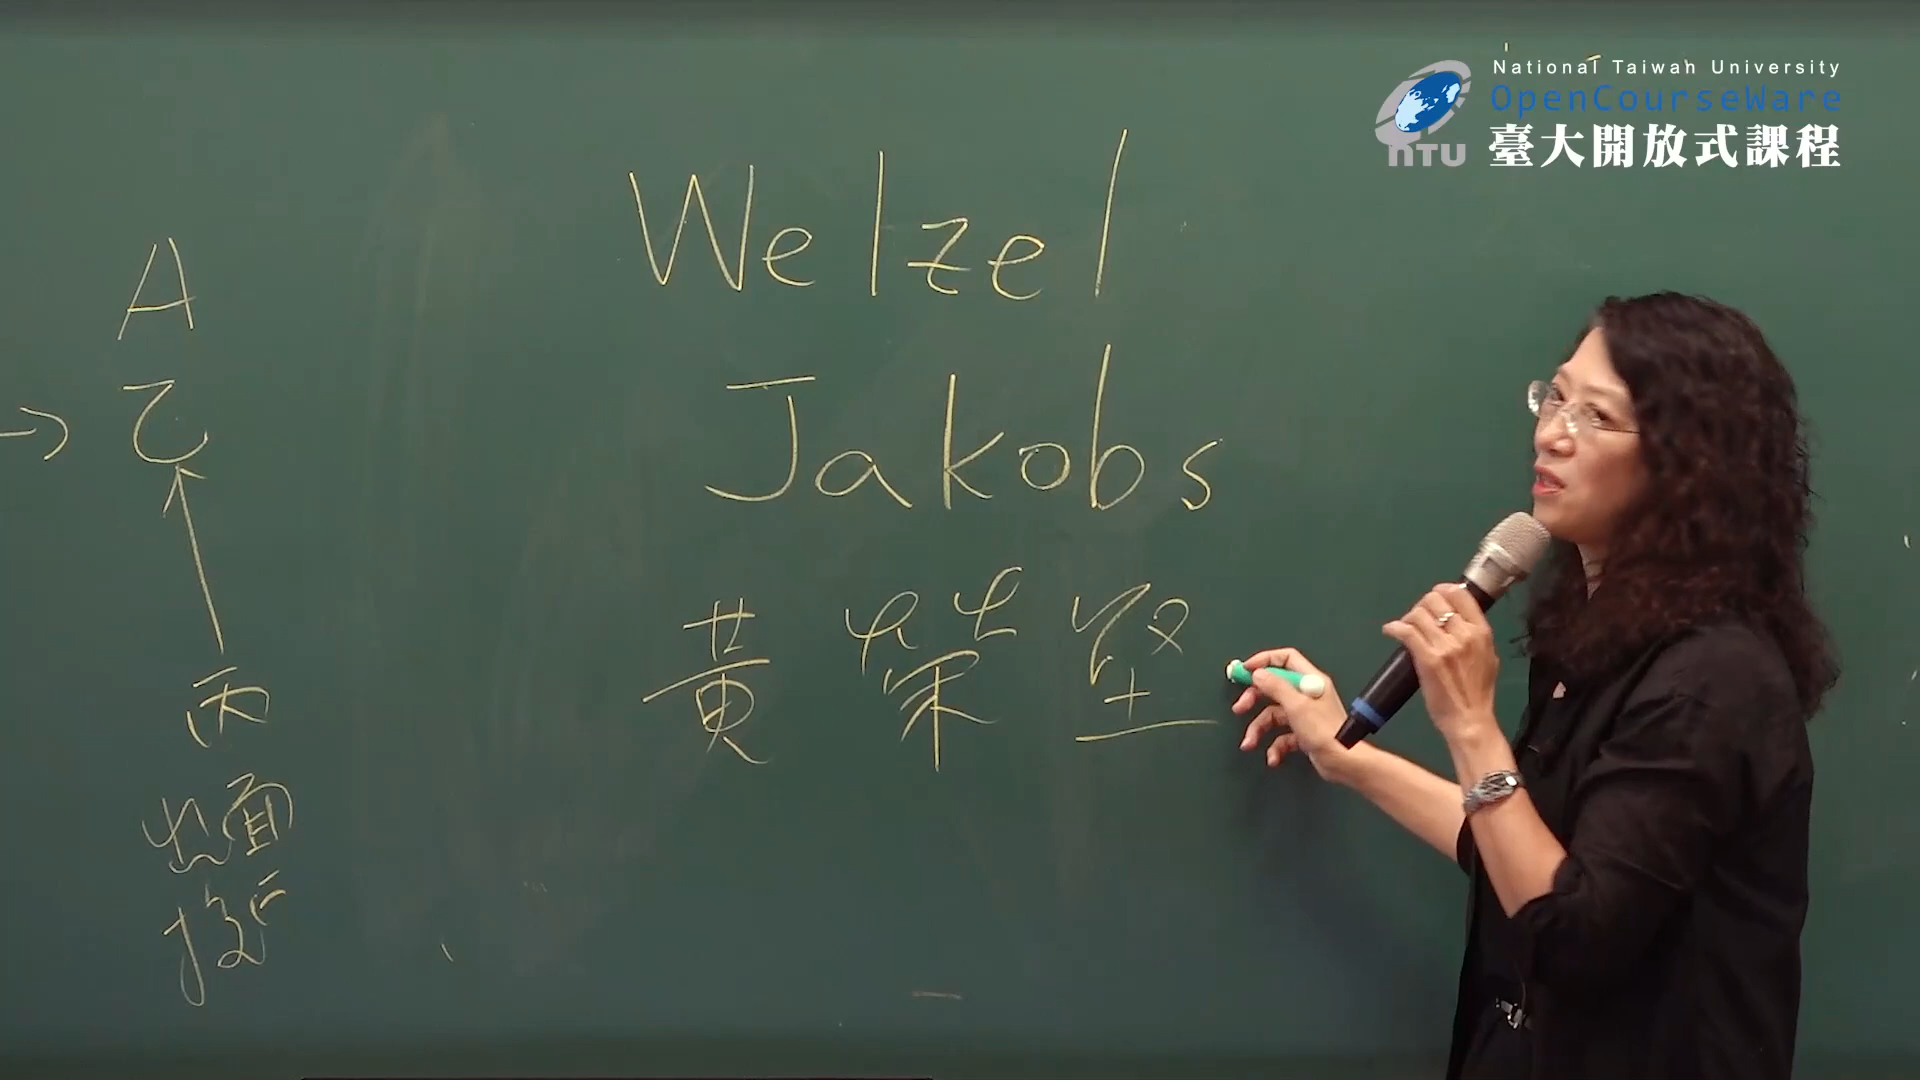 National Taiwan University
OpenCourseWare
臺大開放式課程
NTU
Welzel
Jakobs
黃榮堅
A
→ 乙
丙
出面